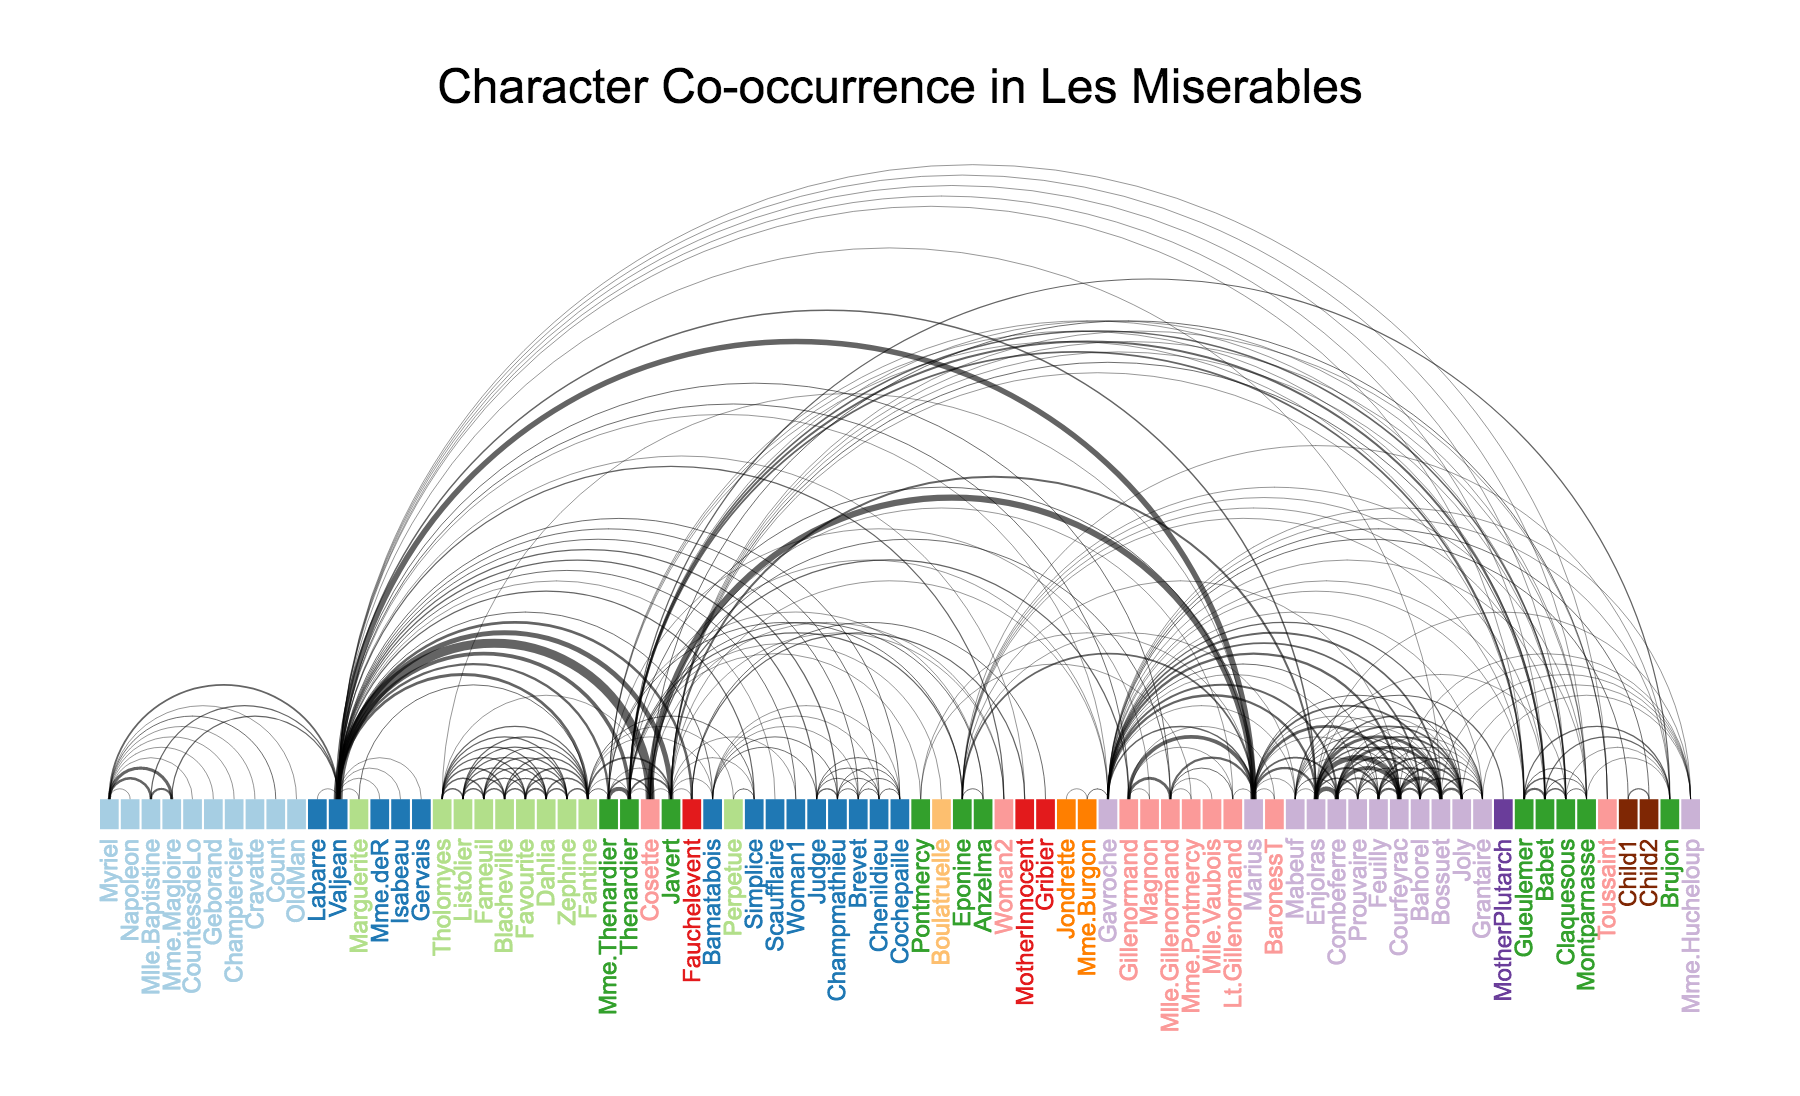 Character Co-occurrence in Les Miserables
Myriel
Napoleon
Mlle.Baptistine
Mme.Magloire
CountessdeLo
Geborand
Champtercier
Cravatte
Count
OldMan
Labarre
Valjean
Marguerite
Mme.deR
Isabeau
Gervais
Tholomyes
Listolier
Fameuil
Blacheville
Favourite
Dahlia
Zephine
Fantine
Mme.Thenardier
Thenardier
Cosette
Javert
Fauchelevent
Bamatabois
Perpetue
Simplice
Scaufflaire
Woman1
Judge
Champmathieu
Brevet
Chenildieu
Cochepaille
Pontmercy
Boulatruelle
Eponine
Anzelma
Woman2
MotherInnocent
Gribier
Jondrette
Mme.Burgon
Gavroche
Gillenormand
Magnon
Mlle.Gillenormand
Mme.Pontmercy
Mlle.Vaubois
Lt.Gillenormand
Marius
BaronessT
Mabeuf
Enjolras
Combeferre
Prouvaire
Feuilly
Courfeyrac
Bahorel
Bossuet
Joly
Grantaire
MotherPlutarch
Gueulemer
Babet
Claquesous
Montparnasse
Toussaint
Child1
Child2
Brujon
Mme.Hucheloup